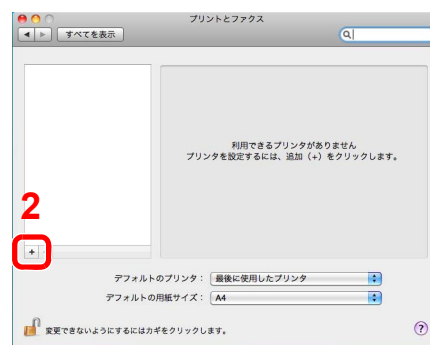 プリントとファクス
すべてを表示
利用できるプリンタがありません
プリンタを設定するには、追加（+）をクリックします。
2
+
デフォルトのプリンタ： 最後に使用したプリンタ
デフォルトの用紙サイズ： A4
変更できないようにするにはカギをクリックします。
?